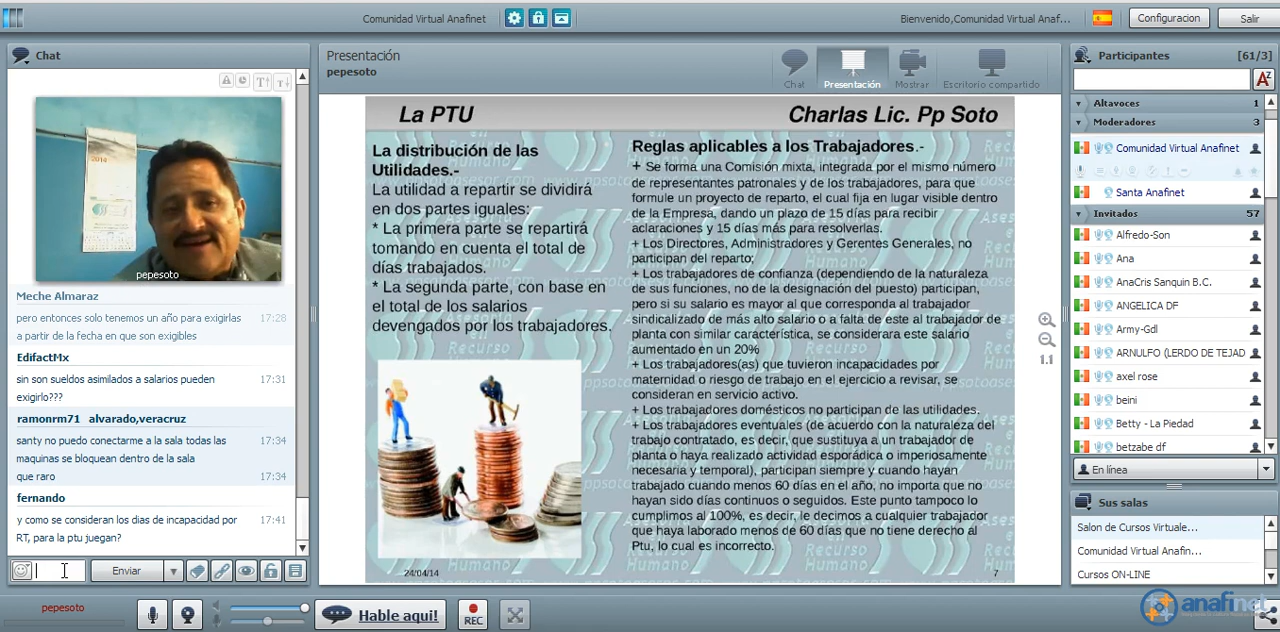 Comunidad Virtual Anafinet
Bienvenido,Comunidad Virtual Anaf...
Configuracion
Salir
Chat
pepesoto
Meche Almaraz
pero entonces solo tenemos un año para exigirlas
17:28
a partir de la fecha en que son exigibles
EdifactMx
sin son sueldos asimilados a salarios pueden
17:31
exigirlo???
ramonrm71 alvarado,veracruz
santy no puedo conectarme a la sala todas las
17:34
maquinas se bloquean dentro de la sala
que raro
17:34
fernando
y como se consideran los dias de incapacidad por
17:41
RT, para la ptu juegan?
Enviar
Presentación
pepesoto
Chat
Presentación
Mostrar
Escritorio compartido
La PTU
Charlas Lic. Pp Soto
La distribución de las
Utilidades.-
La utilidad a repartir se dividirá
en dos partes iguales:
* La primera parte se repartirá
tomando en cuenta el total de
días trabajados.
* La segunda parte, con base en
el total de los salarios
devengados por los trabajadores.
Reglas aplicables a los Trabajadores.-
+ Se forma una Comisión mixta, integrada por el mismo número
de representantes patronales y de los trabajadores, para que
formule un proyecto de reparto, el cual fija en lugar visible dentro
de la Empresa, dando un plazo de 15 días para recibir
aclaraciones y 15 días más para resolverlas.
+ Los Directores, Administradores y Gerentes Generales, no
participan del reparto;
+ Los trabajadores de confianza (dependiendo de la naturaleza
de sus funciones, no de la designación del puesto) participan,
pero si su salario es mayor al que corresponda al trabajador
sindicalizado de más alto salario o a falta de este al trabajador de
planta con similar característica, se considerara este salario
aumentado en un 20%
+ Los trabajadores(as) que tuvieron incapacidades por
maternidad o riesgo de trabajo en el ejercicio a revisar, se
consideran en servicio activo.
+ Los trabajadores domésticos no participan de las utilidades.
+ Los trabajadores eventuales (de acuerdo con la naturaleza del
trabajo contratado, es decir, que sustituya a un trabajador de
planta o haya realizado actividad esporádica o imperiosamente
necesaria y temporal), participan siempre y cuando hayan
trabajado cuando menos 60 días en el año, no importa que no
hayan sido días continuos o seguidos. Este punto tampoco lo
cumplimos al 100%, es decir, le decimos a cualquier trabajador
que haya laborado menos de 60 días que no tiene derecho al
Ptu, lo cual es incorrecto.
24/04/14
7
1:1
Participantes
[61/3]
Altavoces
1
Moderadores
3
Comunidad Virtual Anafinet
Santa Anafinet
Invitados
57
Alfredo-Son
Ana
AnaCris Sanquin B.C.
ANGELICA DF
Army-Gdl
ARNULFO (LERDO DE TEJAD
axel rose
beini
Betty - La Piedad
betzabe df
En línea
Sus salas
Salon de Cursos Virtuale...
Comunidad Virtual Anafin...
Cursos ON-LINE
pepesoto
Hable aqui!
REC
anafinet